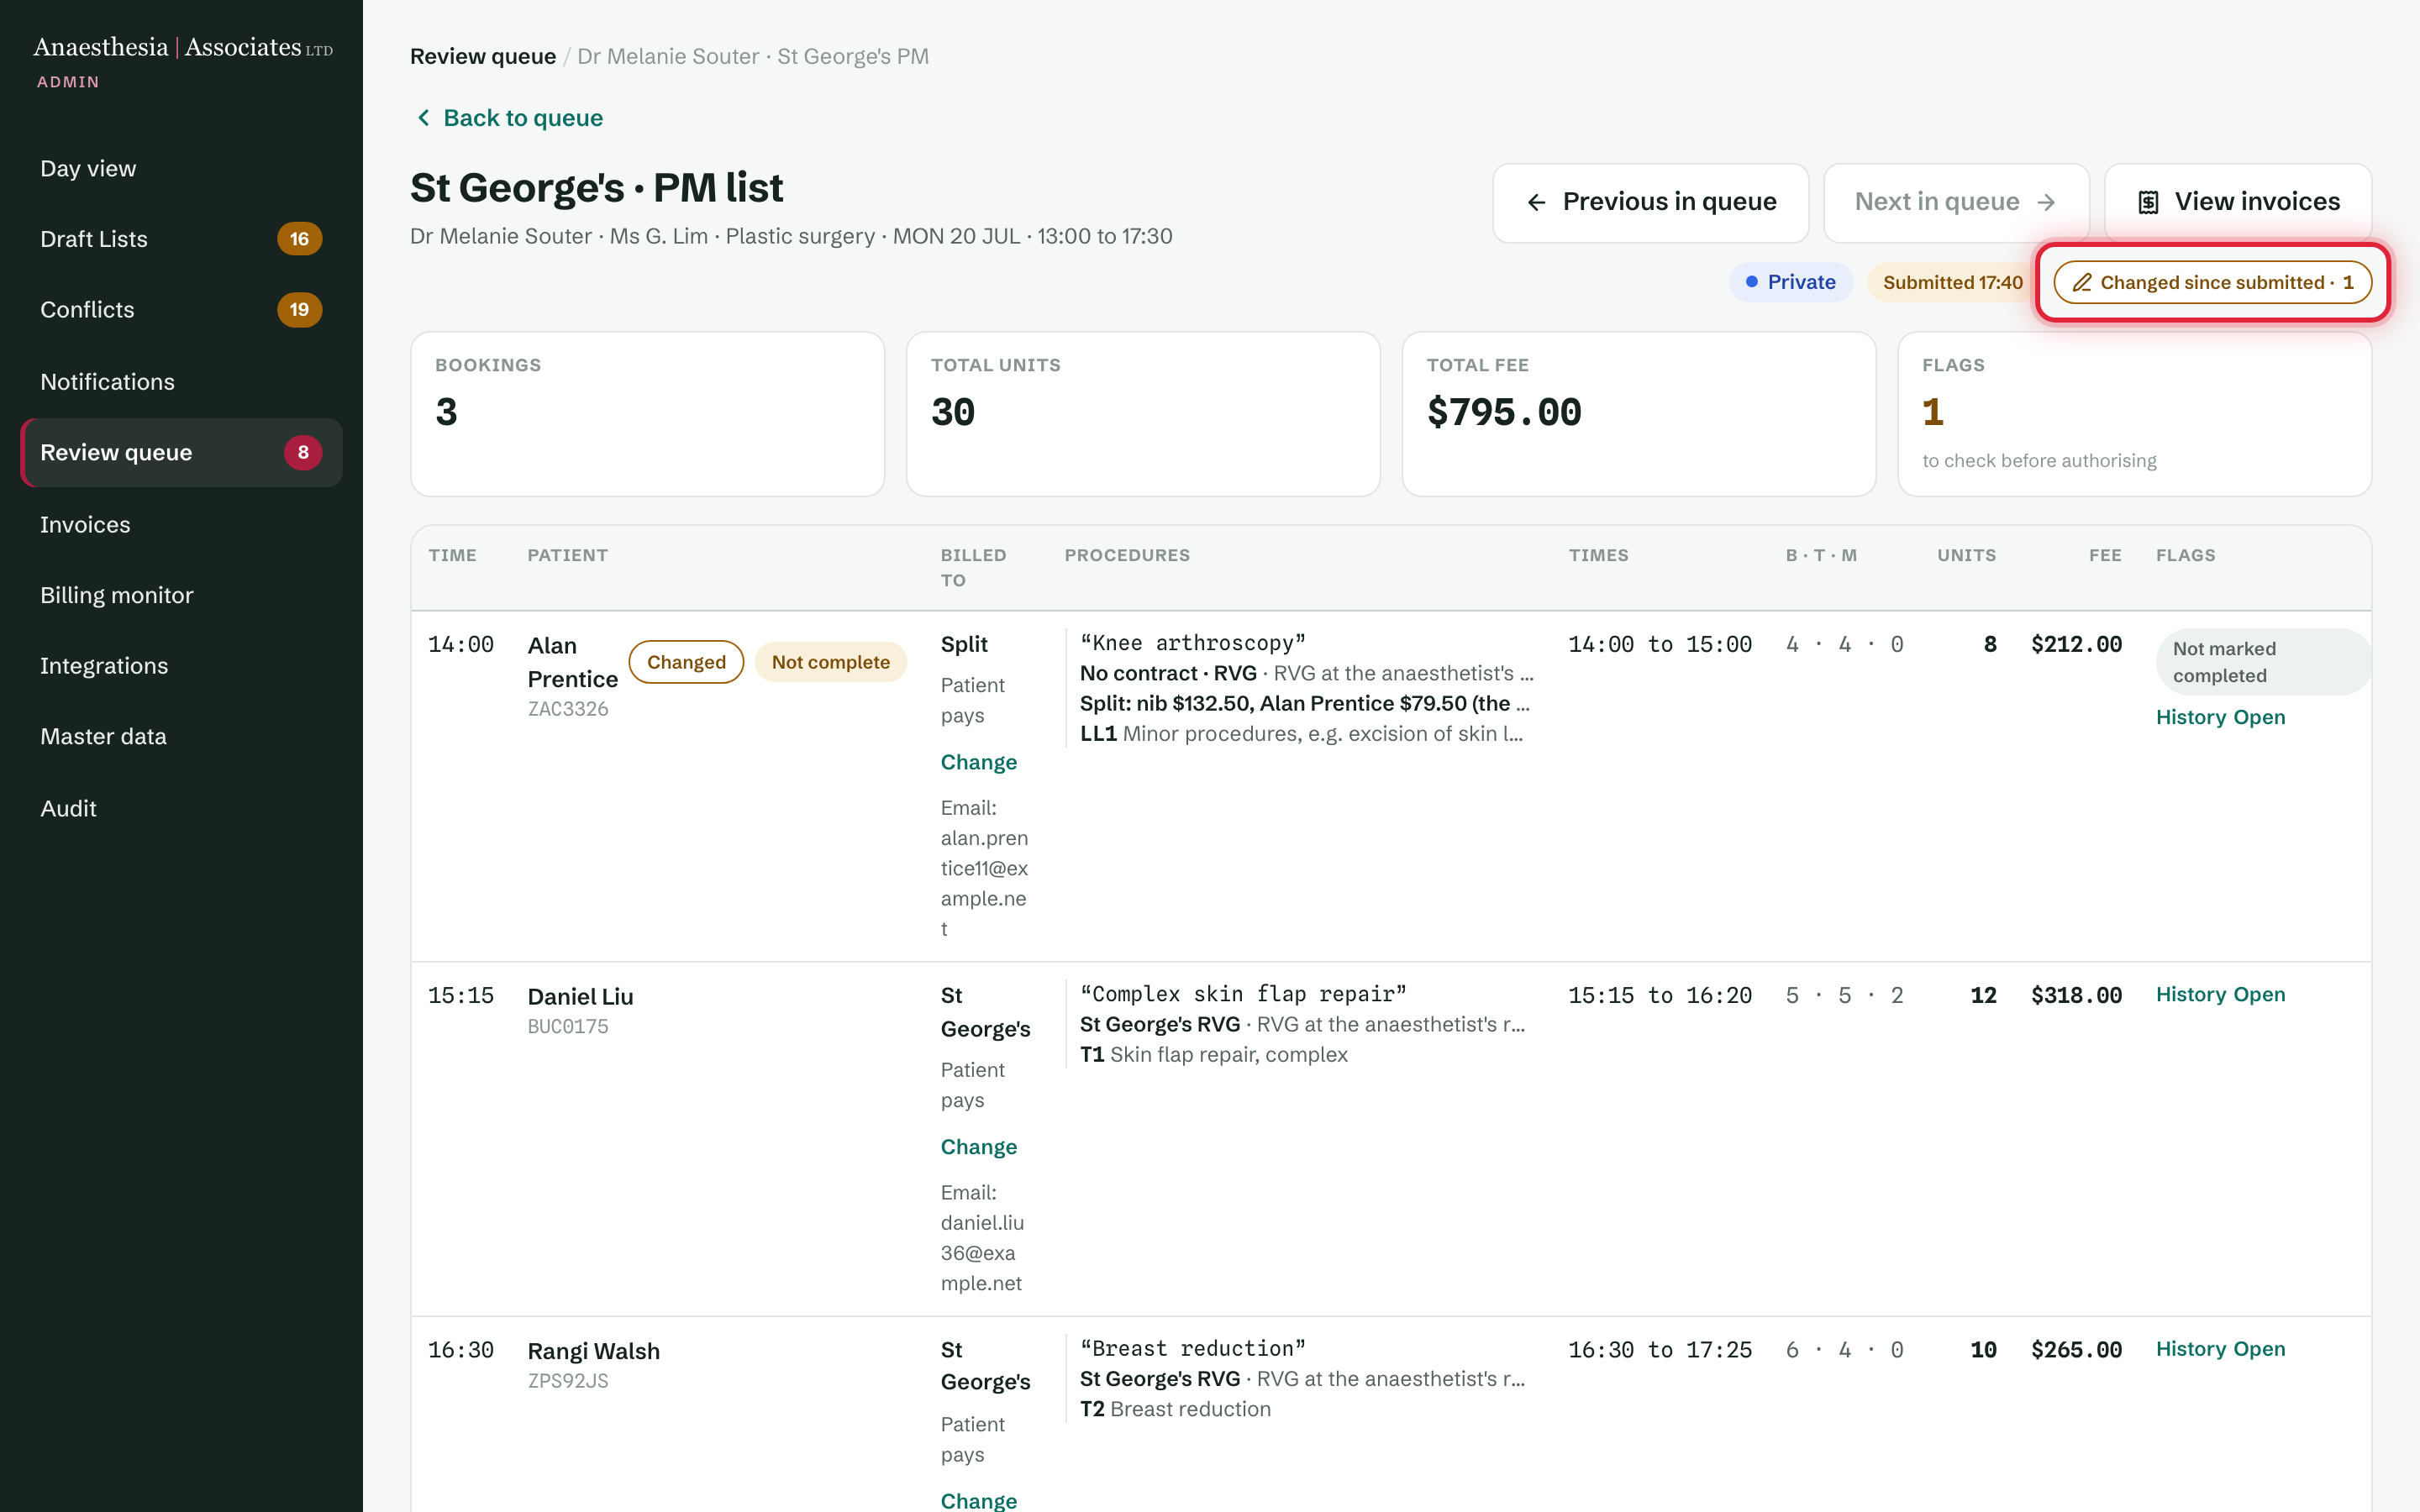 Anaesthesia | Associates LTD
ADMIN
Day view
Draft Lists 16
Conflicts 19
Notifications
Review queue 8
Invoices
Billing monitor
Integrations
Master data
Audit
Review queue / Dr Melanie Souter · St George's PM
Back to queue
St George's · PM list
Dr Melanie Souter · Ms G. Lim · Plastic surgery · MON 20 JUL · 13:00 to 17:30
← Previous in queue
Next in queue →
View invoices
Private
Submitted 17:40
Changed since submitted · 1
BOOKINGS
3
TOTAL UNITS
30
TOTAL FEE
$795.00
FLAGS
1
to check before authorising
TIME PATIENT BILLED TO PROCEDURES TIMES B · T · M UNITS FEE FLAGS
14:00
Alan
Prentice
ZAC3326
Changed
Not complete
Split
Patient
pays
Change
Email:
alan.pren
tice11@ex
ample.ne
t
“Knee arthroscopy”
No contract · RVG · RVG at the anaesthetist's ...
Split: nib $132.50, Alan Prentice $79.50 (the ...
LL1 Minor procedures, e.g. excision of skin l...
14:00 to 15:00
4 · 4 · 0
8
$212.00
Not marked
completed
History Open
15:15
Daniel Liu
BUC0175
St
George's
Patient
pays
Change
Email:
daniel.liu
36@exa
mple.net
“Complex skin flap repair”
St George's RVG · RVG at the anaesthetist's r...
T1 Skin flap repair, complex
15:15 to 16:20
5 · 5 · 2
12
$318.00
History Open
16:30
Rangi Walsh
ZPS92JS
St
George's
Patient
pays
Change
“Breast reduction”
St George's RVG · RVG at the anaesthetist's r...
T2 Breast reduction
16:30 to 17:25
6 · 4 · 0
10
$265.00
History Open